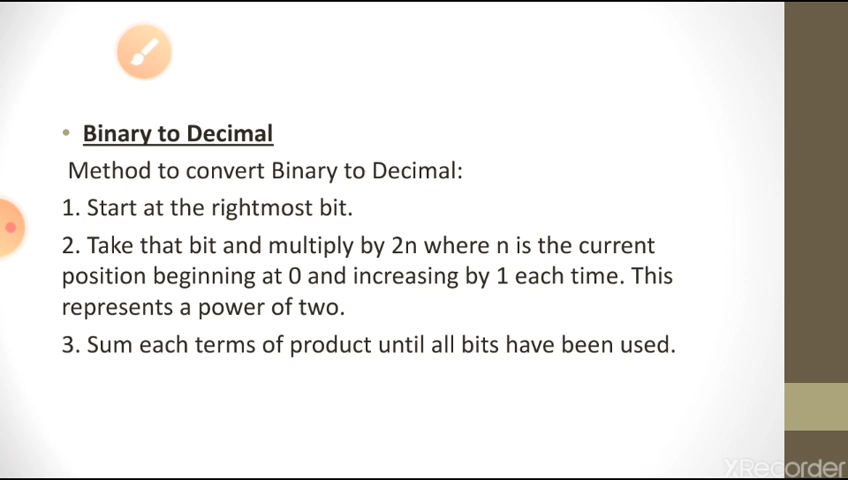 • Binary to Decimal
Method to convert Binary to Decimal:
1. Start at the rightmost bit.
2. Take that bit and multiply by 2n where n is the current
position beginning at 0 and increasing by 1 each time. This
represents a power of two.
3. Sum each terms of product until all bits have been used.
XRecorder